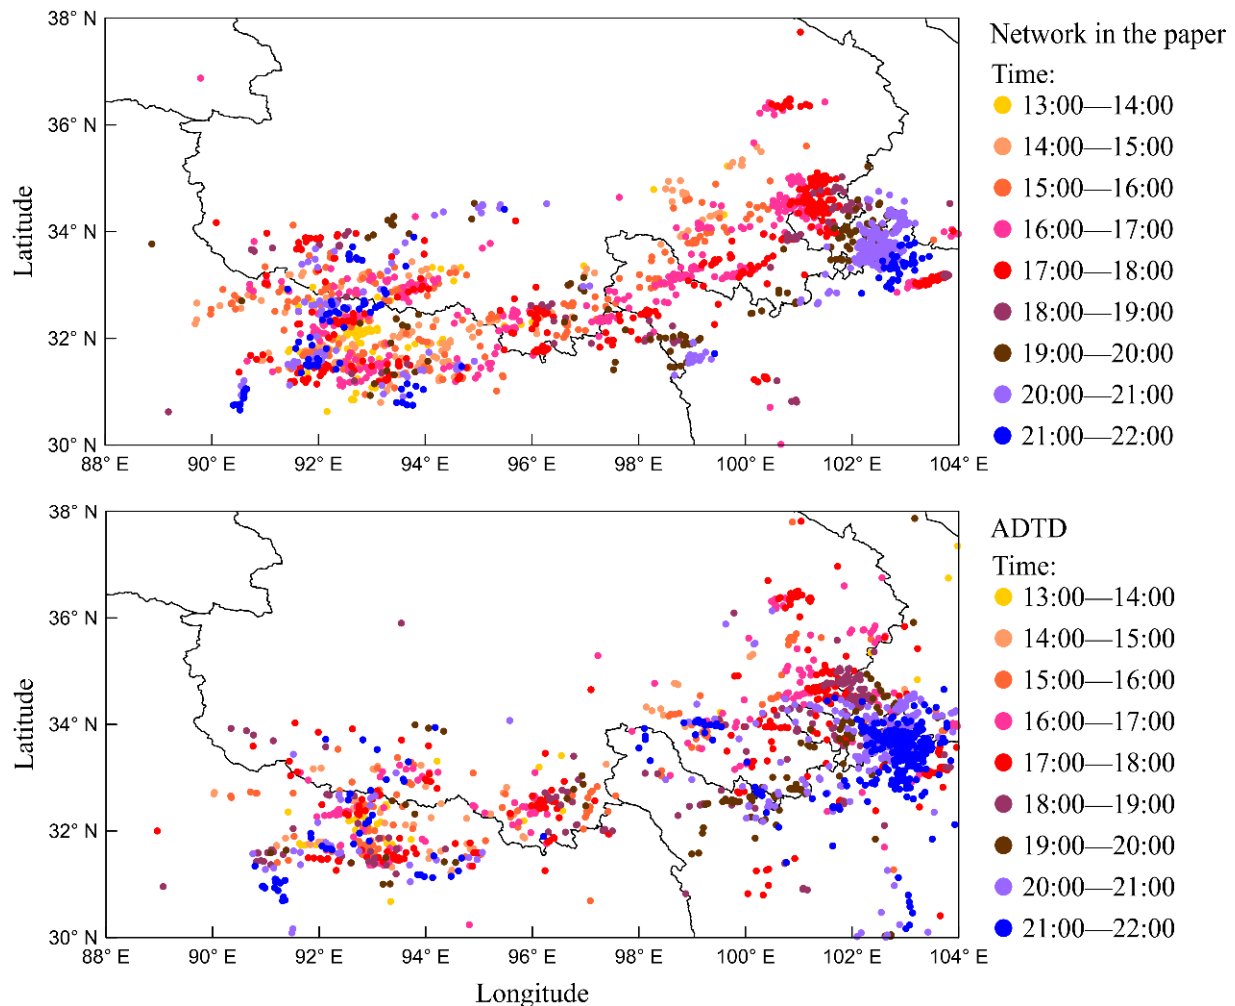 38° N
36° N
34° N
32° N
30° N
Latitude
88° E
90° E
92° E
94° E
96° E
98° E
100° E
102° E
104° E
Network in the paper
Time:
13:00—14:00
14:00—15:00
15:00—16:00
16:00—17:00
17:00—18:00
18:00—19:00
19:00—20:00
20:00—21:00
21:00—22:00
38° N
36° N
34° N
32° N
30° N
Latitude
88° E
90° E
92° E
94° E
96° E
98° E
100° E
102° E
104° E
Longitude
ADTD
Time:
13:00—14:00
14:00—15:00
15:00—16:00
16:00—17:00
17:00—18:00
18:00—19:00
19:00—20:00
20:00—21:00
21:00—22:00